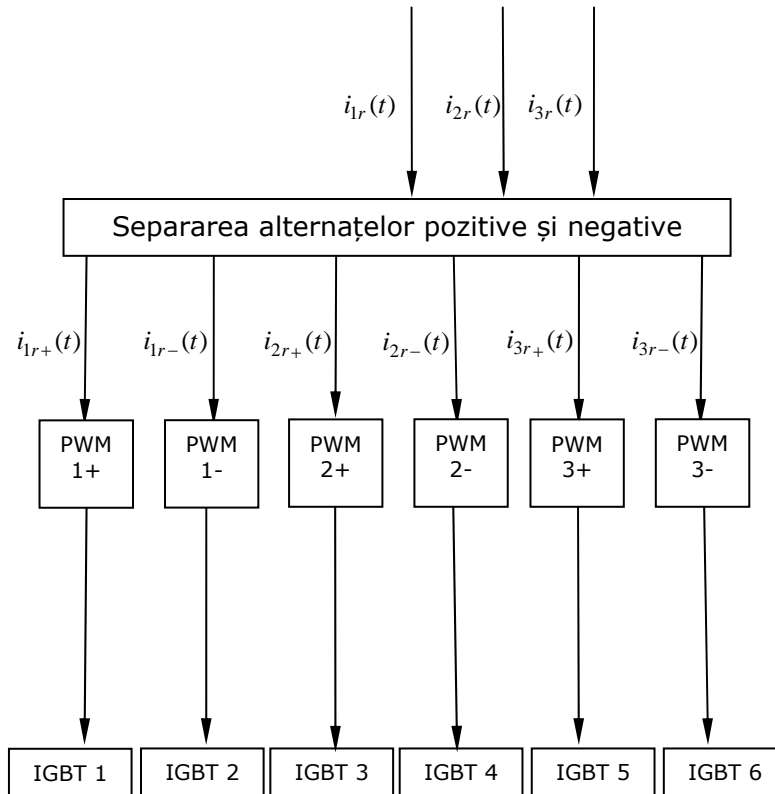 i1r(t) i2r(t) i3r(t)
Separarea alternațelor pozitive și negative
i1r+(t) i1r−(t) i2r+(t) i2r−(t) i3r+(t) i3r−(t)
PWM PWM PWM PWM PWM PWM
1+ 1- 2+ 2- 3+ 3-
IGBT 1 IGBT 2 IGBT 3 IGBT 4 IGBT 5 IGBT 6